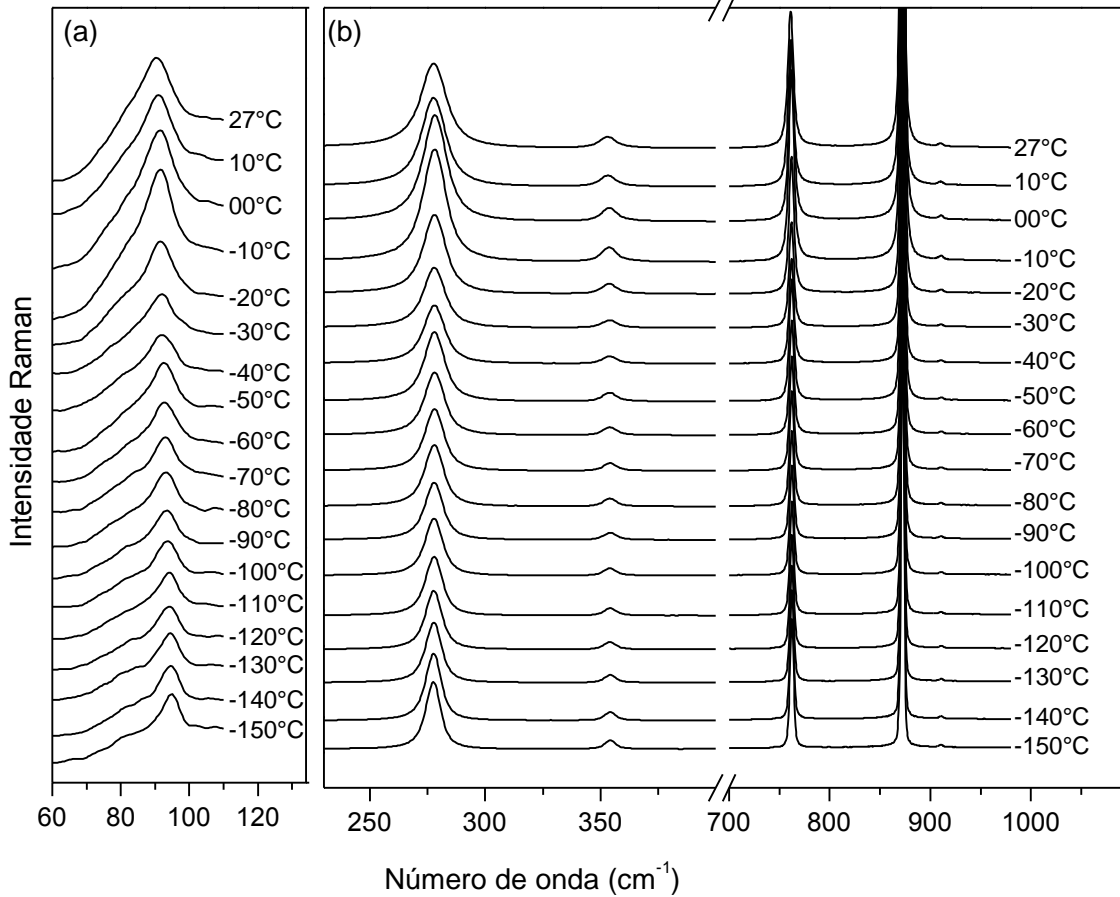 (a)
(b)
27°C
10°C
00°C
-10°C
-20°C
-30°C
-40°C
-50°C
-60°C
-70°C
-80°C
-90°C
-100°C
-110°C
-120°C
-130°C
-140°C
-150°C
27°C
10°C
00°C
-10°C
-20°C
-30°C
-40°C
-50°C
-60°C
-70°C
-80°C
-90°C
-100°C
-110°C
-120°C
-130°C
-140°C
-150°C
Intensidade Raman
60 80 100 120
250 300 350 700 800 900 1000
Número de onda (cm⁻¹)